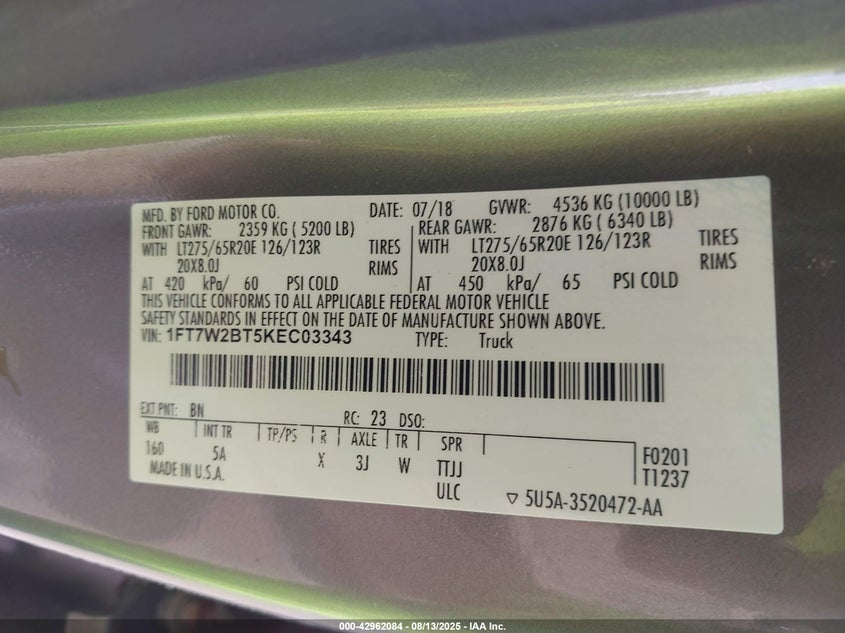 MFD. BY FORD MOTOR CO. DATE: 07/18 GVWR: 4536 KG (10000 LB)
FRONT GAWR: 2359 KG ( 5200 LB) REAR GAWR: 2876 KG ( 6340 LB)
WITH LT275/65R20E 126/123R TIRES WITH LT275/65R20E 126/123R TIRES
20X8.0J RIMS 20X8.0J RIMS
AT 420 kPa/ 60 PSI COLD AT 450 kPa/ 65 PSI COLD
THIS VEHICLE CONFORMS TO ALL APPLICABLE FEDERAL MOTOR VEHICLE
SAFETY STANDARDS IN EFFECT ON THE DATE OF MANUFACTURE SHOWN ABOVE.
VIN: 1FT7W2BT5KEC03343 TYPE: Truck
EXT PNT: BN RC: 23 DSO:
WB INT TR TP/PS R AXLE TR SPR
160 5A X 3J W TTJJ F0201
MADE IN U.S.A. ULC T1237
▽ 5U5A-3520472-AA
000-42962084 - 08/13/2025 - IAA Inc.